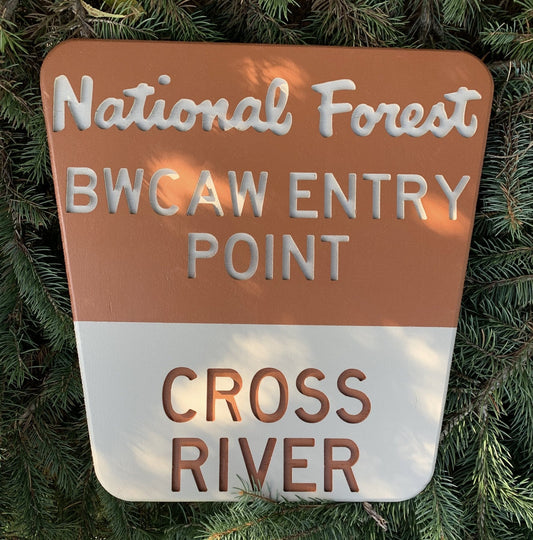 National Forest
BWCAW ENTRY
POINT
CROSS
RIVER